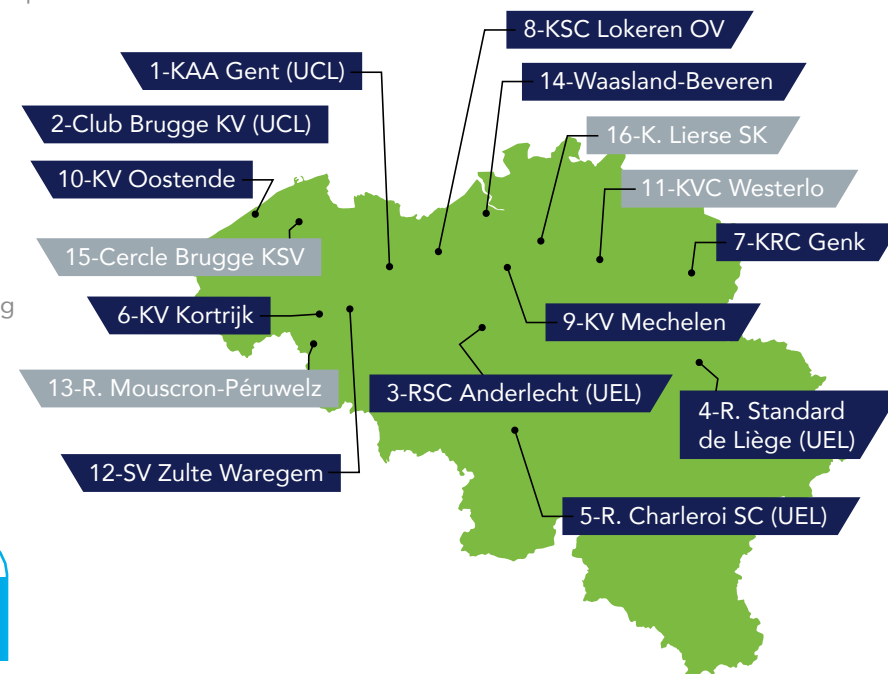 8-KSC Lokeren OV
1-KAA Gent (UCL)
14-Waasland-Beveren
2-Club Brugge KV (UCL)
16-K. Lierse SK
10-KV Oostende
11-KVC Westerlo
7-KRC Genk
15-Cercle Brugge KSV
6-KV Kortrijk
9-KV Mechelen
13-R. Mouscron-Péruwelz
3-RSC Anderlecht (UEL)
4-R. Standard
de Liège (UEL)
12-SV Zulte Waregem
5-R. Charleroi SC (UEL)